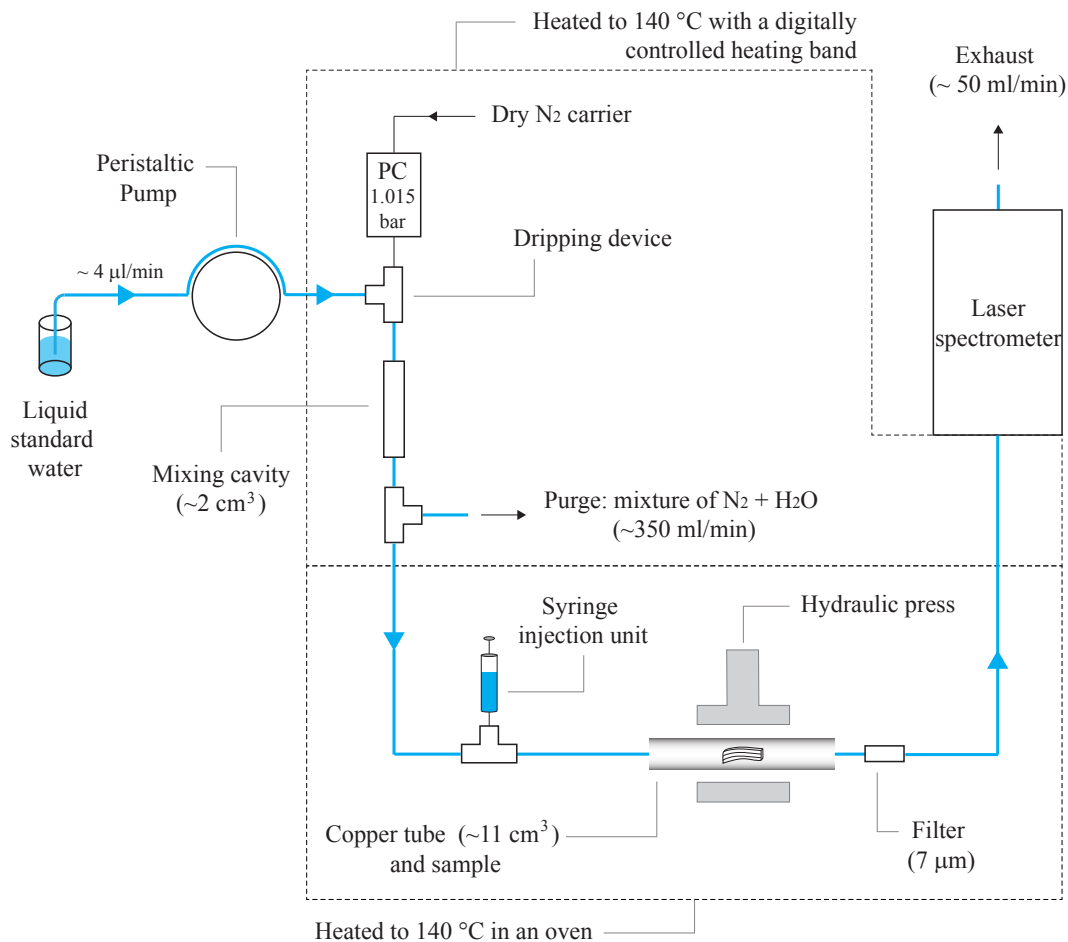 Heated to 140 °C with a digitally
controlled heating band
Exhaust
(~ 50 ml/min)
Dry N2 carrier
Peristaltic
Pump
PC
1.015
bar
Dripping device
~ 4 µl/min
Laser
spectrometer
Liquid
standard
water
Mixing cavity
(~2 cm3)
Purge: mixture of N2 + H2O
(~350 ml/min)
Syringe
injection unit
Hydraulic press
Copper tube (~11 cm3)
and sample
Filter
(7 µm)
Heated to 140 °C in an oven